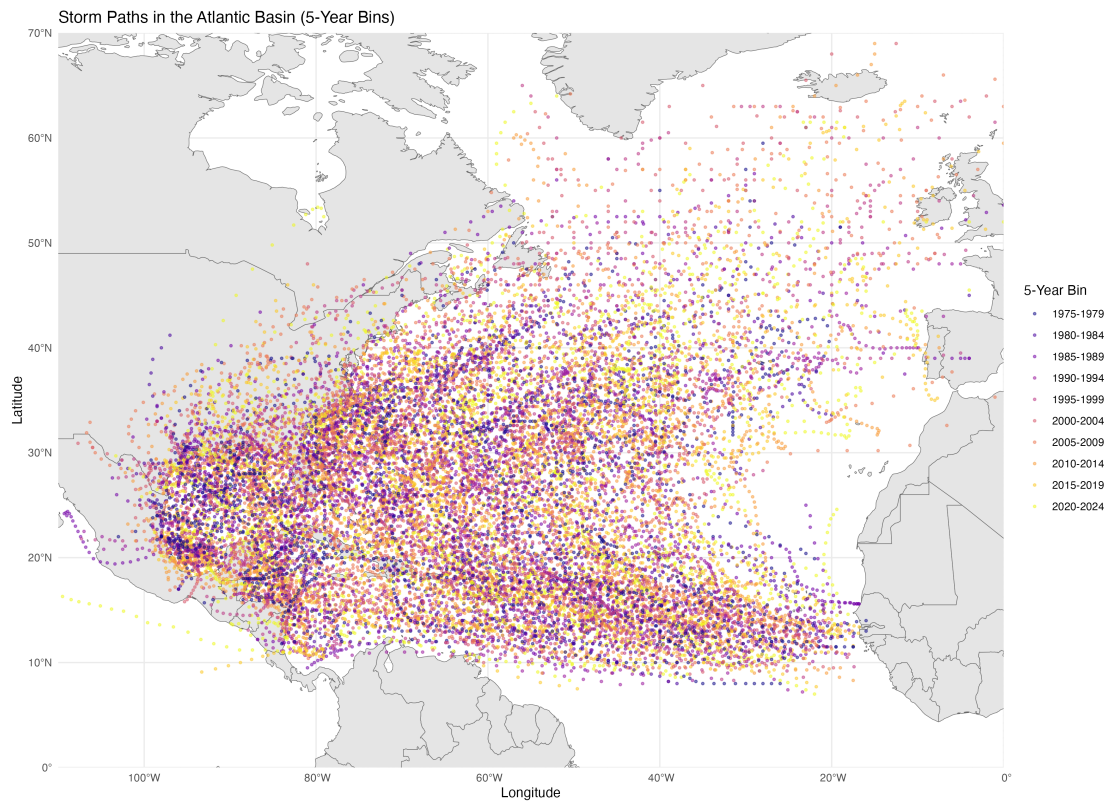 Storm Paths in the Atlantic Basin (5-Year Bins)
70°N
60°N
50°N
40°N
30°N
20°N
10°N
0°
Latitude
100°W
80°W
60°W
40°W
20°W
0°
Longitude
5-Year Bin
1975-1979
1980-1984
1985-1989
1990-1994
1995-1999
2000-2004
2005-2009
2010-2014
2015-2019
2020-2024